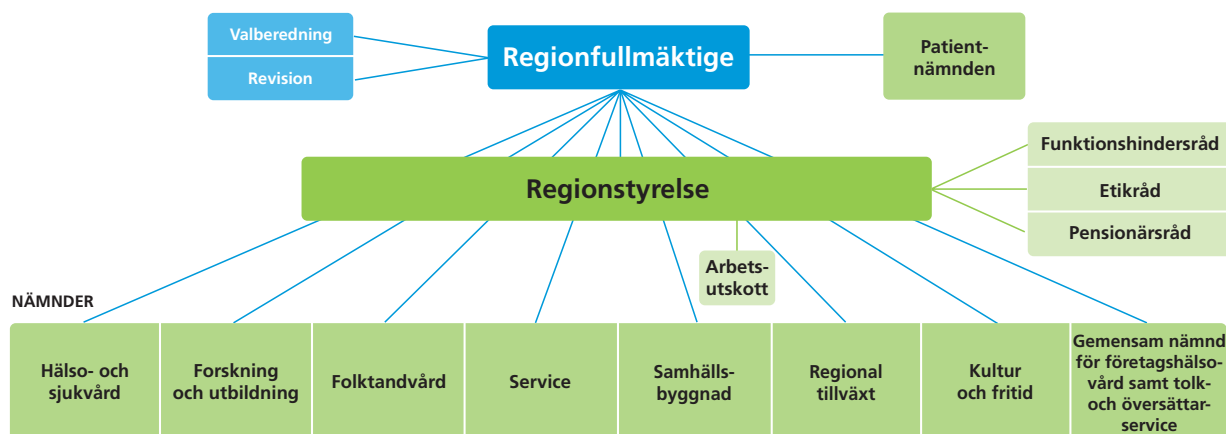 Valberedning
Revision
Regionfullmäktige
Patient-
nämnden
Regionstyrelse
Funktionshindersråd
Etikråd
Pensionärsråd
Arbets-
utskott
NÄMNDER
Hälso- och
sjukvård
Forskning
och utbildning
Folktandvård
Service
Samhälls-
byggnad
Regional
tillväxt
Kultur
och fritid
Gemensam nämnd
för företagshälso-
vård samt tolk-
och översättar-
service